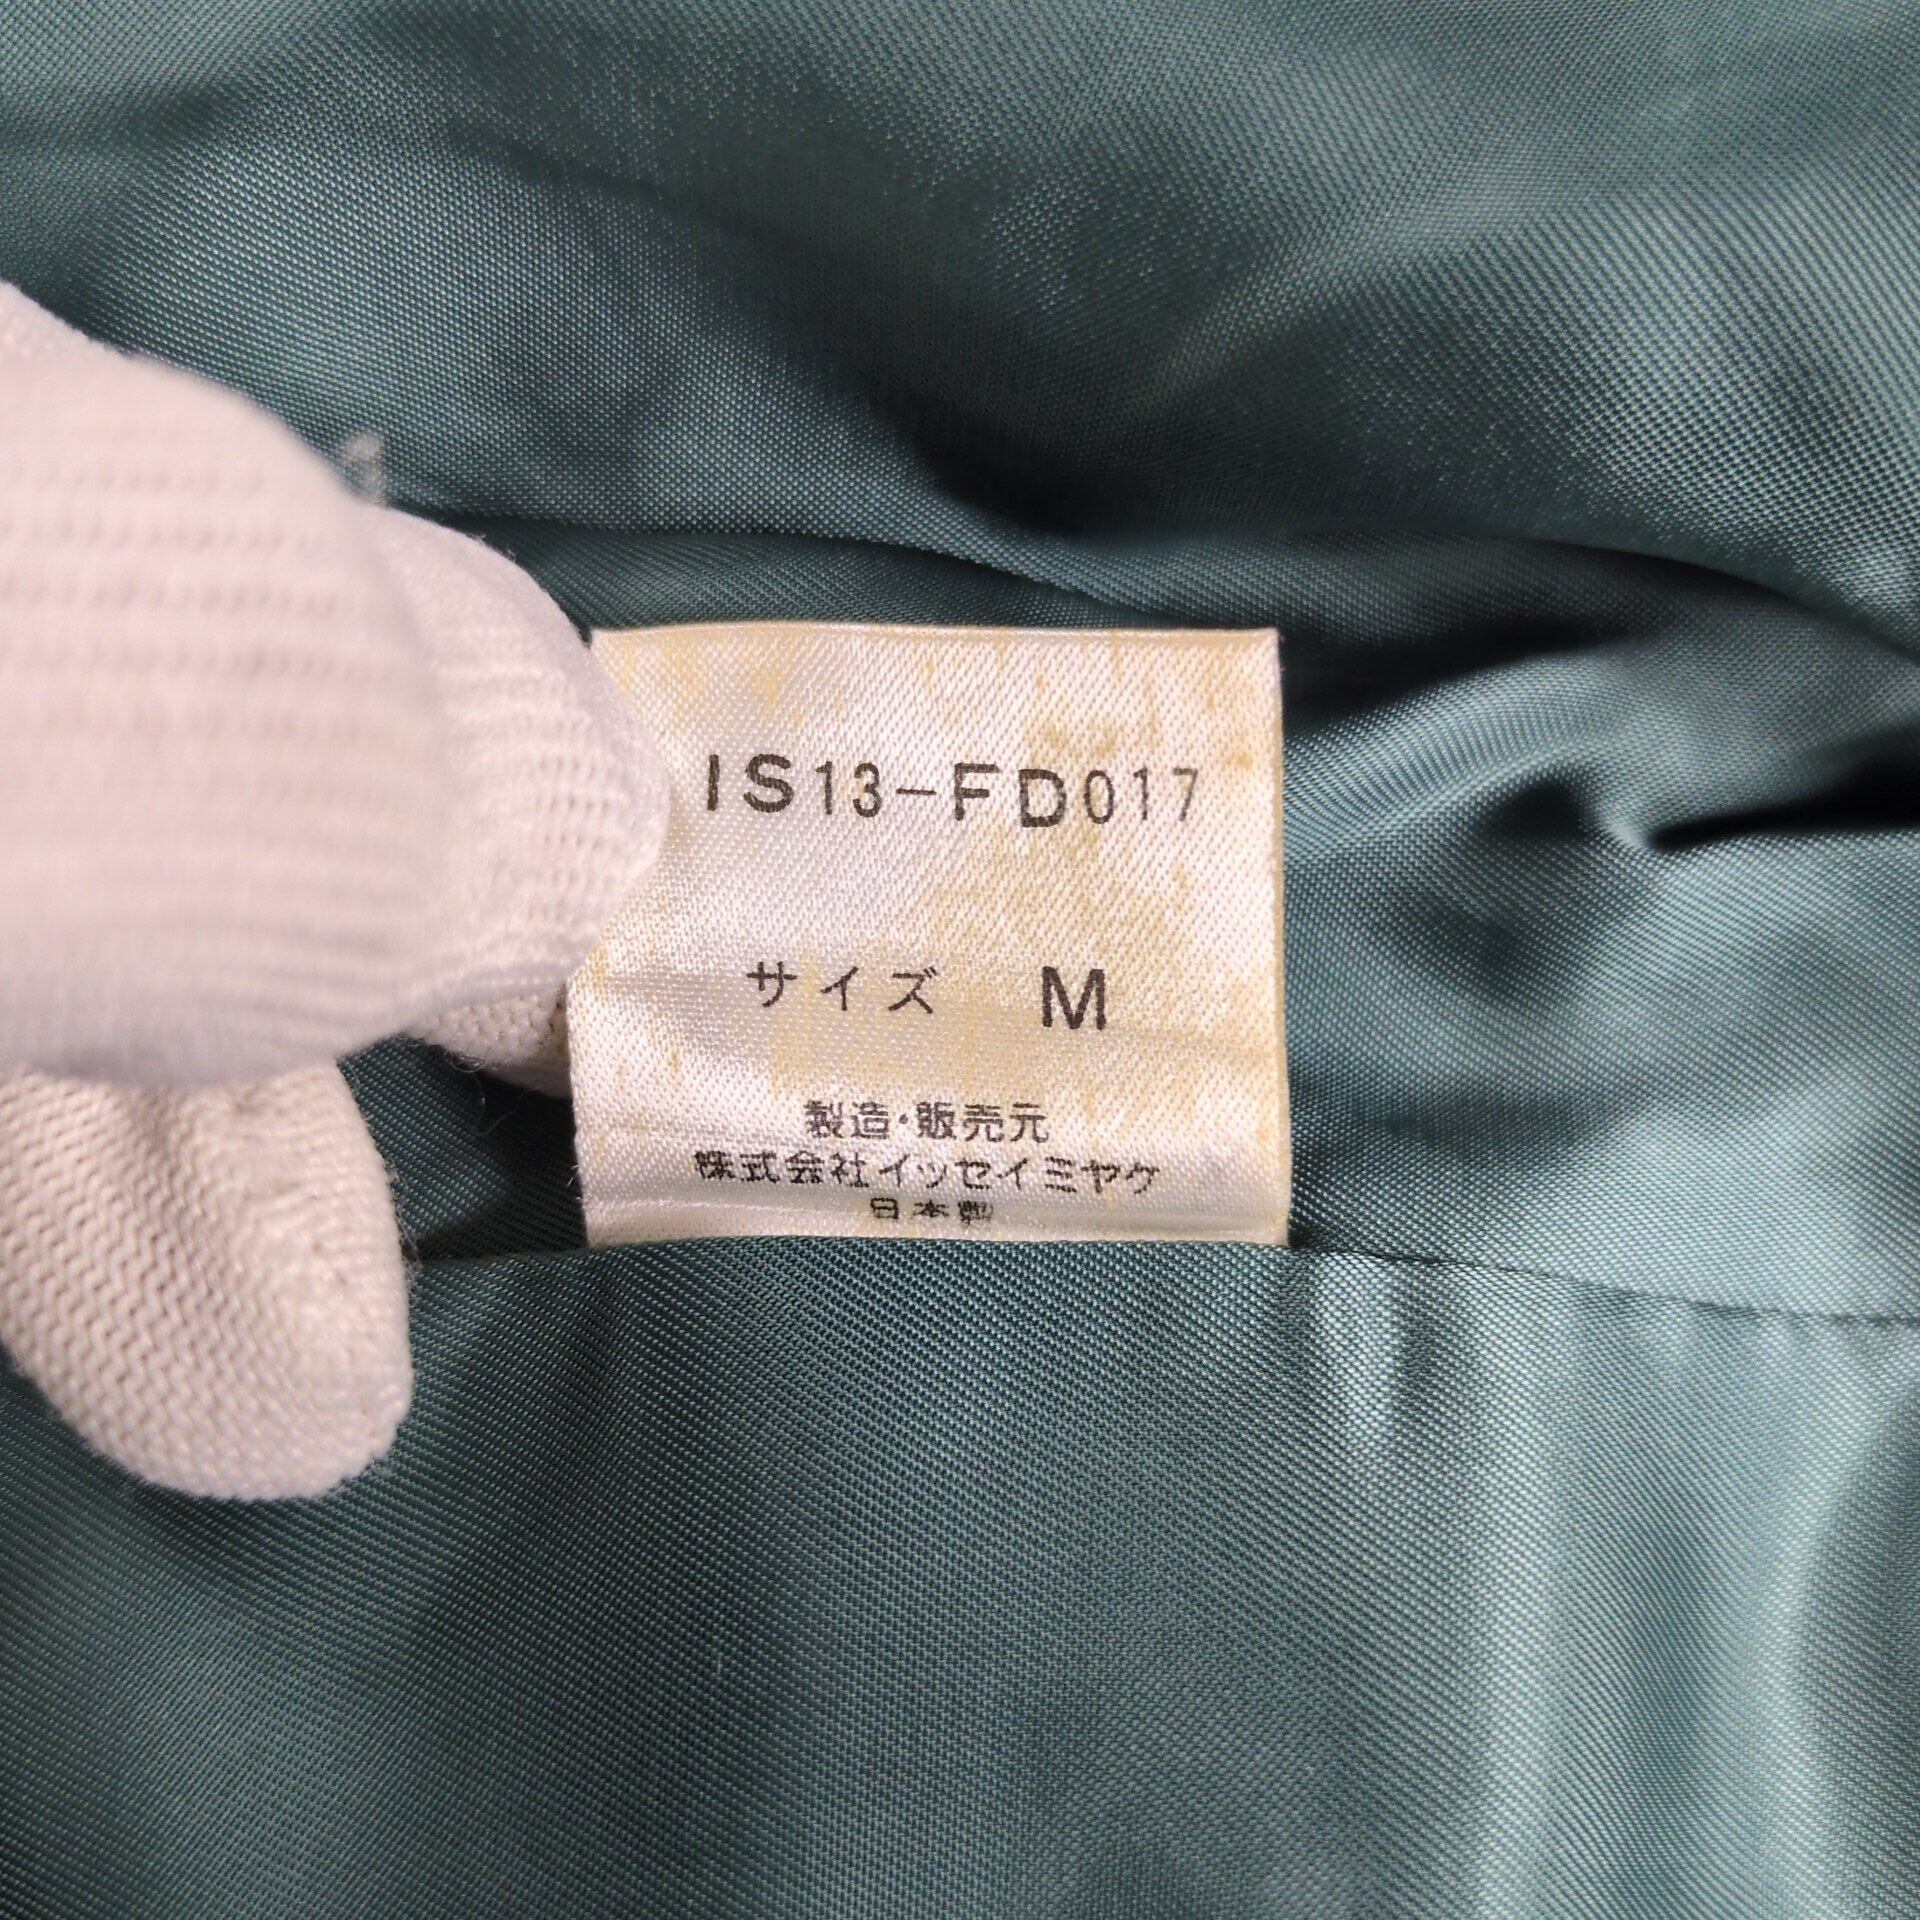 IS13-FD017
サイズ M
製造・販売元
株式会社イッセイミヤケ
日本製